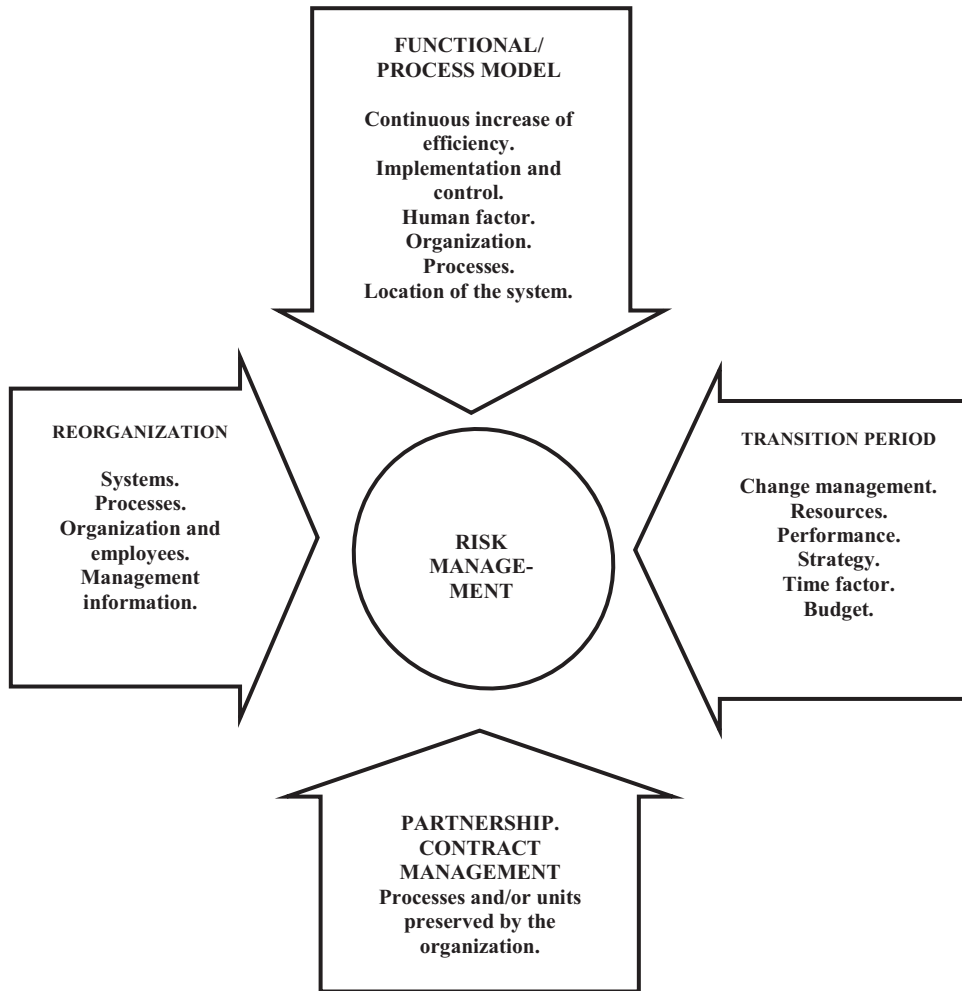 FUNCTIONAL/
PROCESS MODEL
Continuous increase of
efficiency.
Implementation and
control.
Human factor.
Organization.
Processes.
Location of the system.
REORGANIZATION
Systems.
Processes.
Organization and
employees.
Management
information.
RISK
MANAGE-
MENT
TRANSITION PERIOD
Change management.
Resources.
Performance.
Strategy.
Time factor.
Budget.
PARTNERSHIP.
CONTRACT
MANAGEMENT
Processes and/or units
preserved by the
organization.